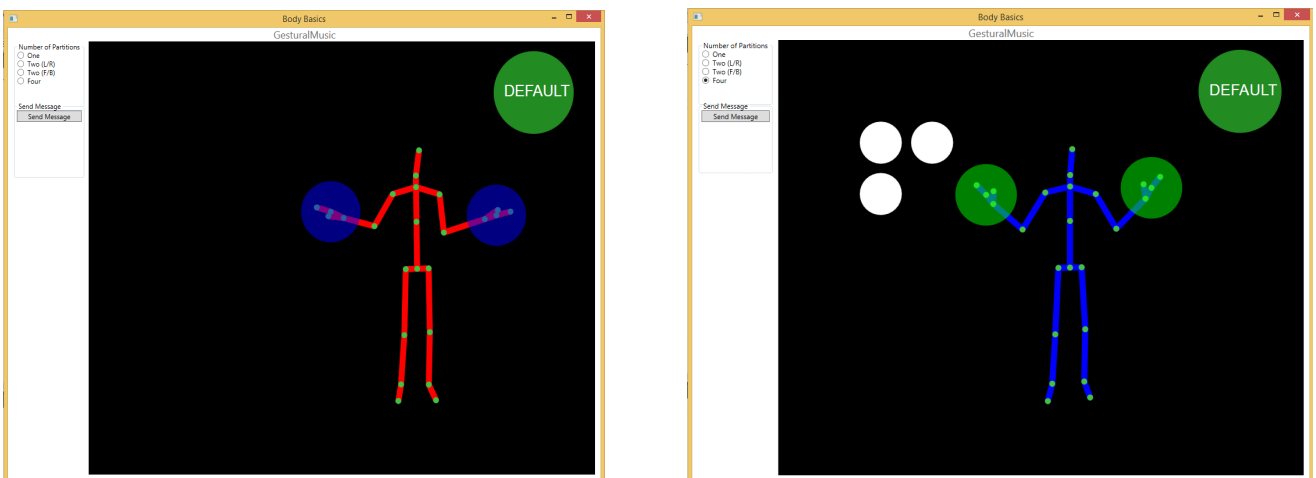 Body Basics
GesturalMusic
Number of Partitions
One
Two (L/R)
Two (F/B)
Four
Send Message
Send Message
DEFAULT
Body Basics
GesturalMusic
Number of Partitions
One
Two (L/R)
Two (F/B)
Four
Send Message
Send Message
DEFAULT